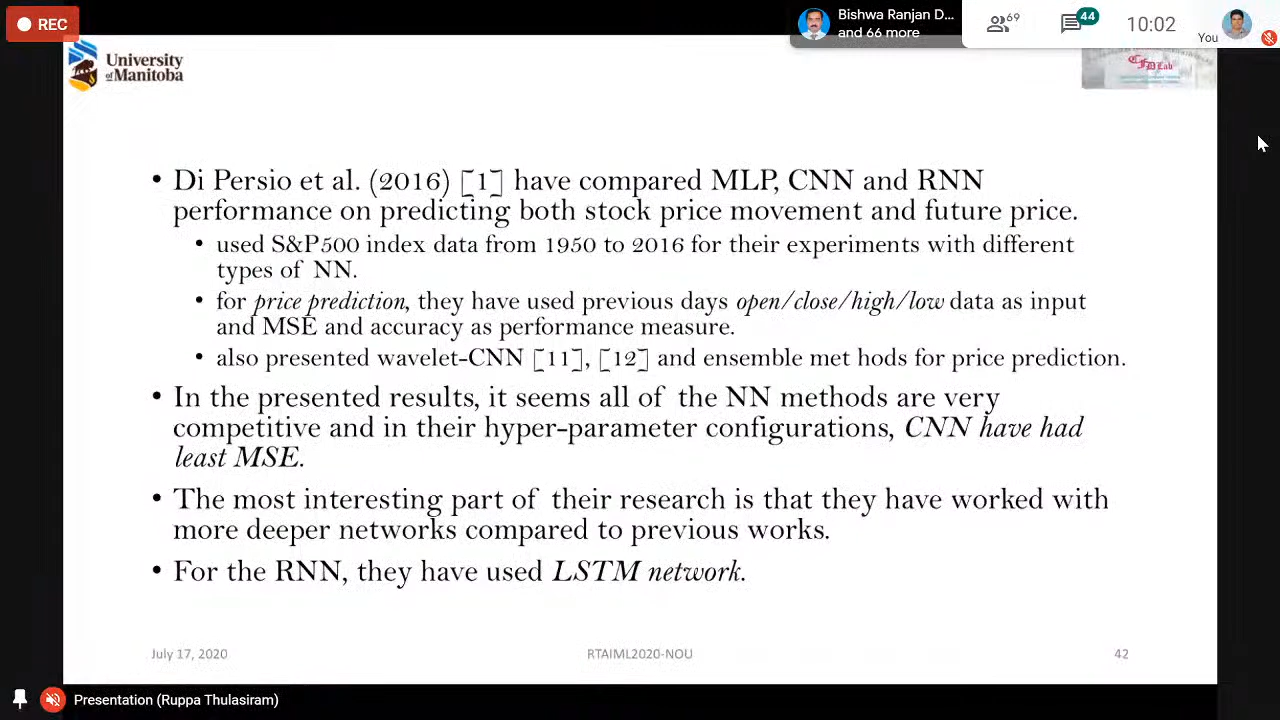 REC
Bishwa Ranjan D...
and 66 more
69
44
10:02
You
University
of Manitoba
CFD Lab
• Di Persio et al. (2016) [1] have compared MLP, CNN and RNN
performance on predicting both stock price movement and future price.
• used S&P500 index data from 1950 to 2016 for their experiments with different
types of NN.
• for price prediction, they have used previous days open/close/high/low data as input
and MSE and accuracy as performance measure.
• also presented wavelet-CNN [11], [12] and ensemble met hods for price prediction.
• In the presented results, it seems all of the NN methods are very
competitive and in their hyper-parameter configurations, CNN have had
least MSE.
• The most interesting part of their research is that they have worked with
more deeper networks compared to previous works.
• For the RNN, they have used LSTM network.
July 17, 2020
RTAIML2020-NOU
42
Presentation (Ruppa Thulasiram)